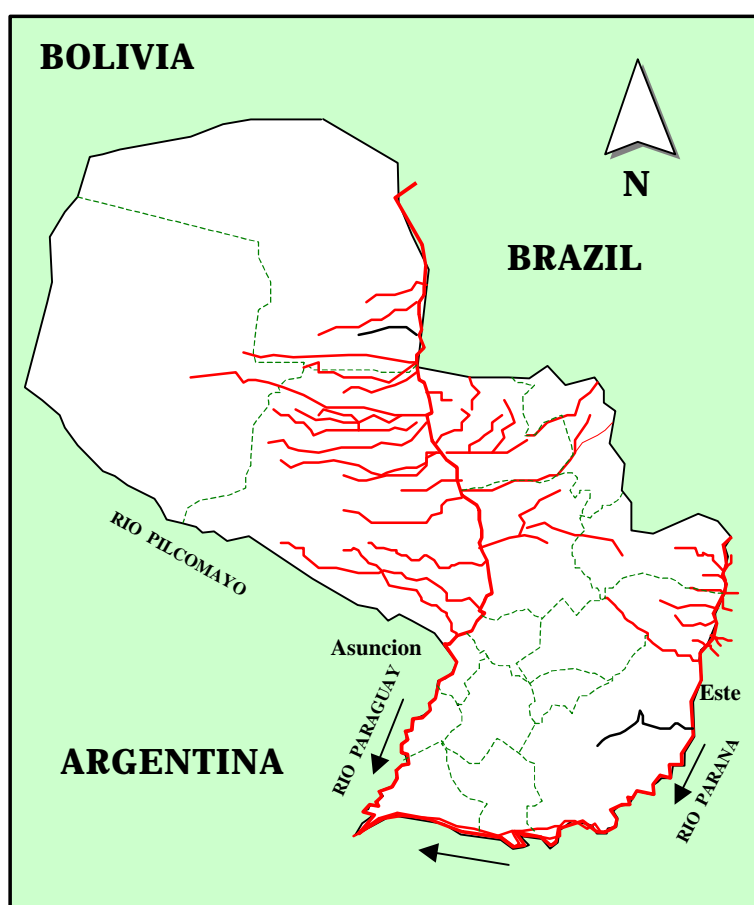 BOLIVIA
N
BRAZIL
RIO PILCOMAYO
Asuncion
Este
RIO PARAGUAY
ARGENTINA
RIO PARANA